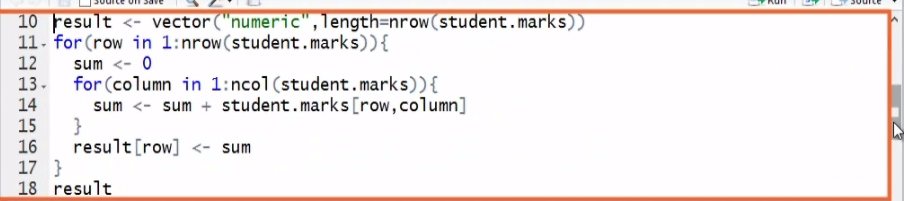 Source on Save Run Source
10 result <- vector("numeric",length=nrow(student.marks))
11 for(row in 1:nrow(student.marks)){
12 sum <- 0
13 for(column in 1:ncol(student.marks)){
14 sum <- sum + student.marks[row,column]
15 }
16 result[row] <- sum
17 }
18 result